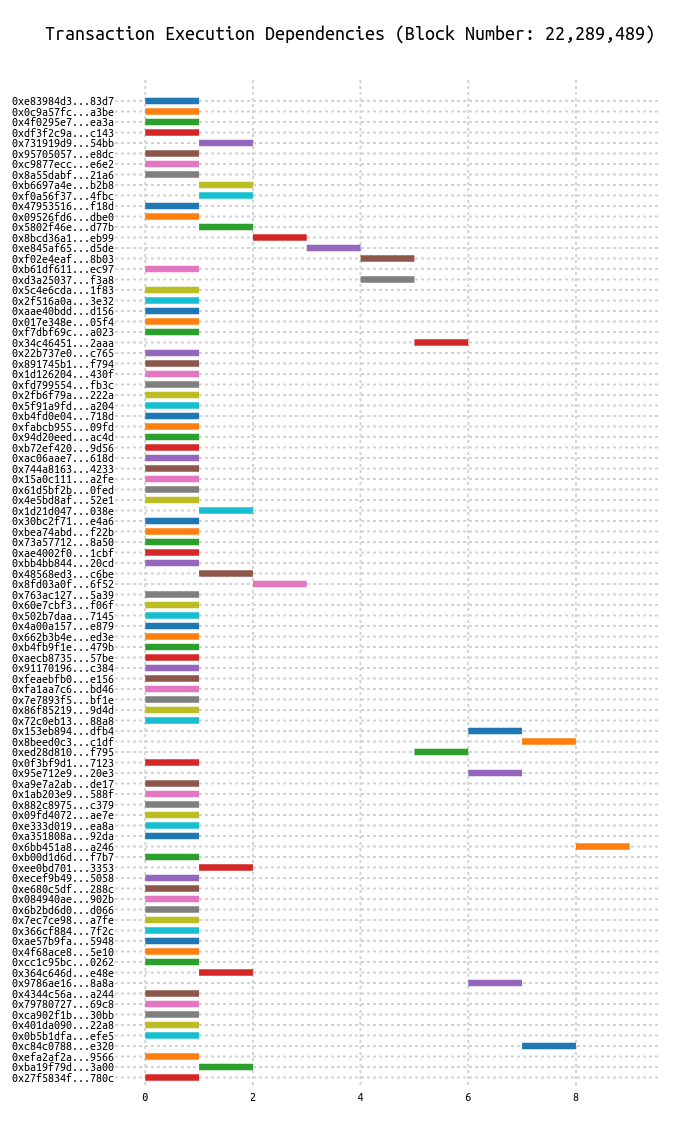 Transaction Execution Dependencies (Block Number: 22,289,489)
0xe83984d3...83d7
0x0c9a57fc...a3be
0x4f0295e7...ea3a
0xdf3f2c9a...c143
0x731919d9...54bb
0x95705057...e8dc
0xc9877ecc...e6e2
0x8a55dabf...21a6
0xb6697a4e...b2b8
0xf0a56f37...4fbc
0x47953516...f18d
0x09526fd6...dbe0
0x5802f46e...d77b
0x8bcd36a1...eb99
0xe845af65...d5de
0xf02e4eaf...8b03
0xb61df611...ec97
0xd3a25037...f3a8
0x5c4e6cda...1f83
0x2f516a0a...3e32
0xaae40bdd...d156
0x017e348e...05f4
0xf7dbf69c...a023
0x34c46451...2aaa
0x22b737e0...c765
0x891745b1...f794
0x1d126204...430f
0xfd799554...fb3c
0x2fb6f79a...222a
0x5f91a9fd...a204
0xb4fd0e04...718d
0xfabcb955...09fd
0x94d20eed...ac4d
0xb72ef420...9d56
0xac06aae7...618d
0x744a8163...4233
0x15a0c111...a2fe
0x61d5bf2b...0fed
0x4e5bd8af...52e1
0x1d21d047...038e
0x30bc2f71...e4a6
0xbea74abd...f22b
0x73a57712...8a50
0xae4002f0...1cbf
0xbb4bb844...20cd
0x48568ed3...c6be
0x8fd03a0f...6f52
0x763ac127...5a39
0x60e7cbf3...f06f
0x502b7daa...7145
0x4a00a157...e879
0x662b3b4e...ed3e
0xb4fb9f1e...479b
0xaecb8735...57be
0x91170196...c384
0xfeaebfb0...e156
0xfa1aa7c6...bd46
0x7e7893f5...bf1e
0x86f85219...9d4d
0x72c0eb13...88a8
0x153eb894...dfb4
0x8beed0c3...c1df
0xed28d810...f795
0x0f3bf9d1...7123
0x95e712e9...20e3
0xa9e7a2ab...de17
0x1ab203e9...588f
0x882c8975...c379
0x09fd4072...ae7e
0xe333d019...ea8a
0xa351808a...92da
0x6bb451a8...a246
0xb00d1d6d...f7b7
0xee0bd701...3353
0xecef9b49...5058
0xe680c5df...288c
0x084940ae...902b
0x6b2bd6d0...d066
0x7ec7ce98...a7fe
0x366cf884...7f2c
0xae57b9fa...5948
0x4f68ace8...5e10
0xcc1c95bc...0262
0x364c646d...e48e
0x9786ae16...8a8a
0x4344c56a...a244
0x79780727...69c8
0xca902f1b...30bb
0x401da090...22a8
0x0b5b1dfa...efe5
0xc84c0788...e320
0xefa2af2a...9566
0xba19f79d...3a00
0x27f5834f...780c
0 2 4 6 8